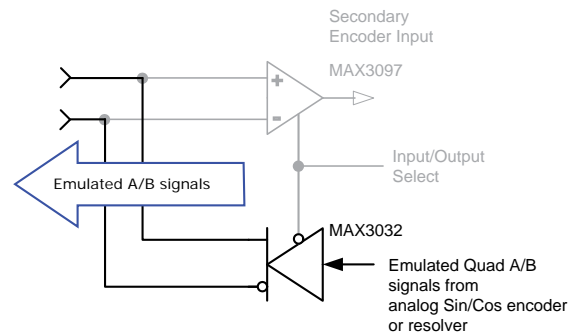 Secondary
Encoder Input
MAX3097
+
-
Input/Output
Select
Emulated A/B signals
MAX3032
Emulated Quad A/B
signals from
analog Sin/Cos encoder
or resolver